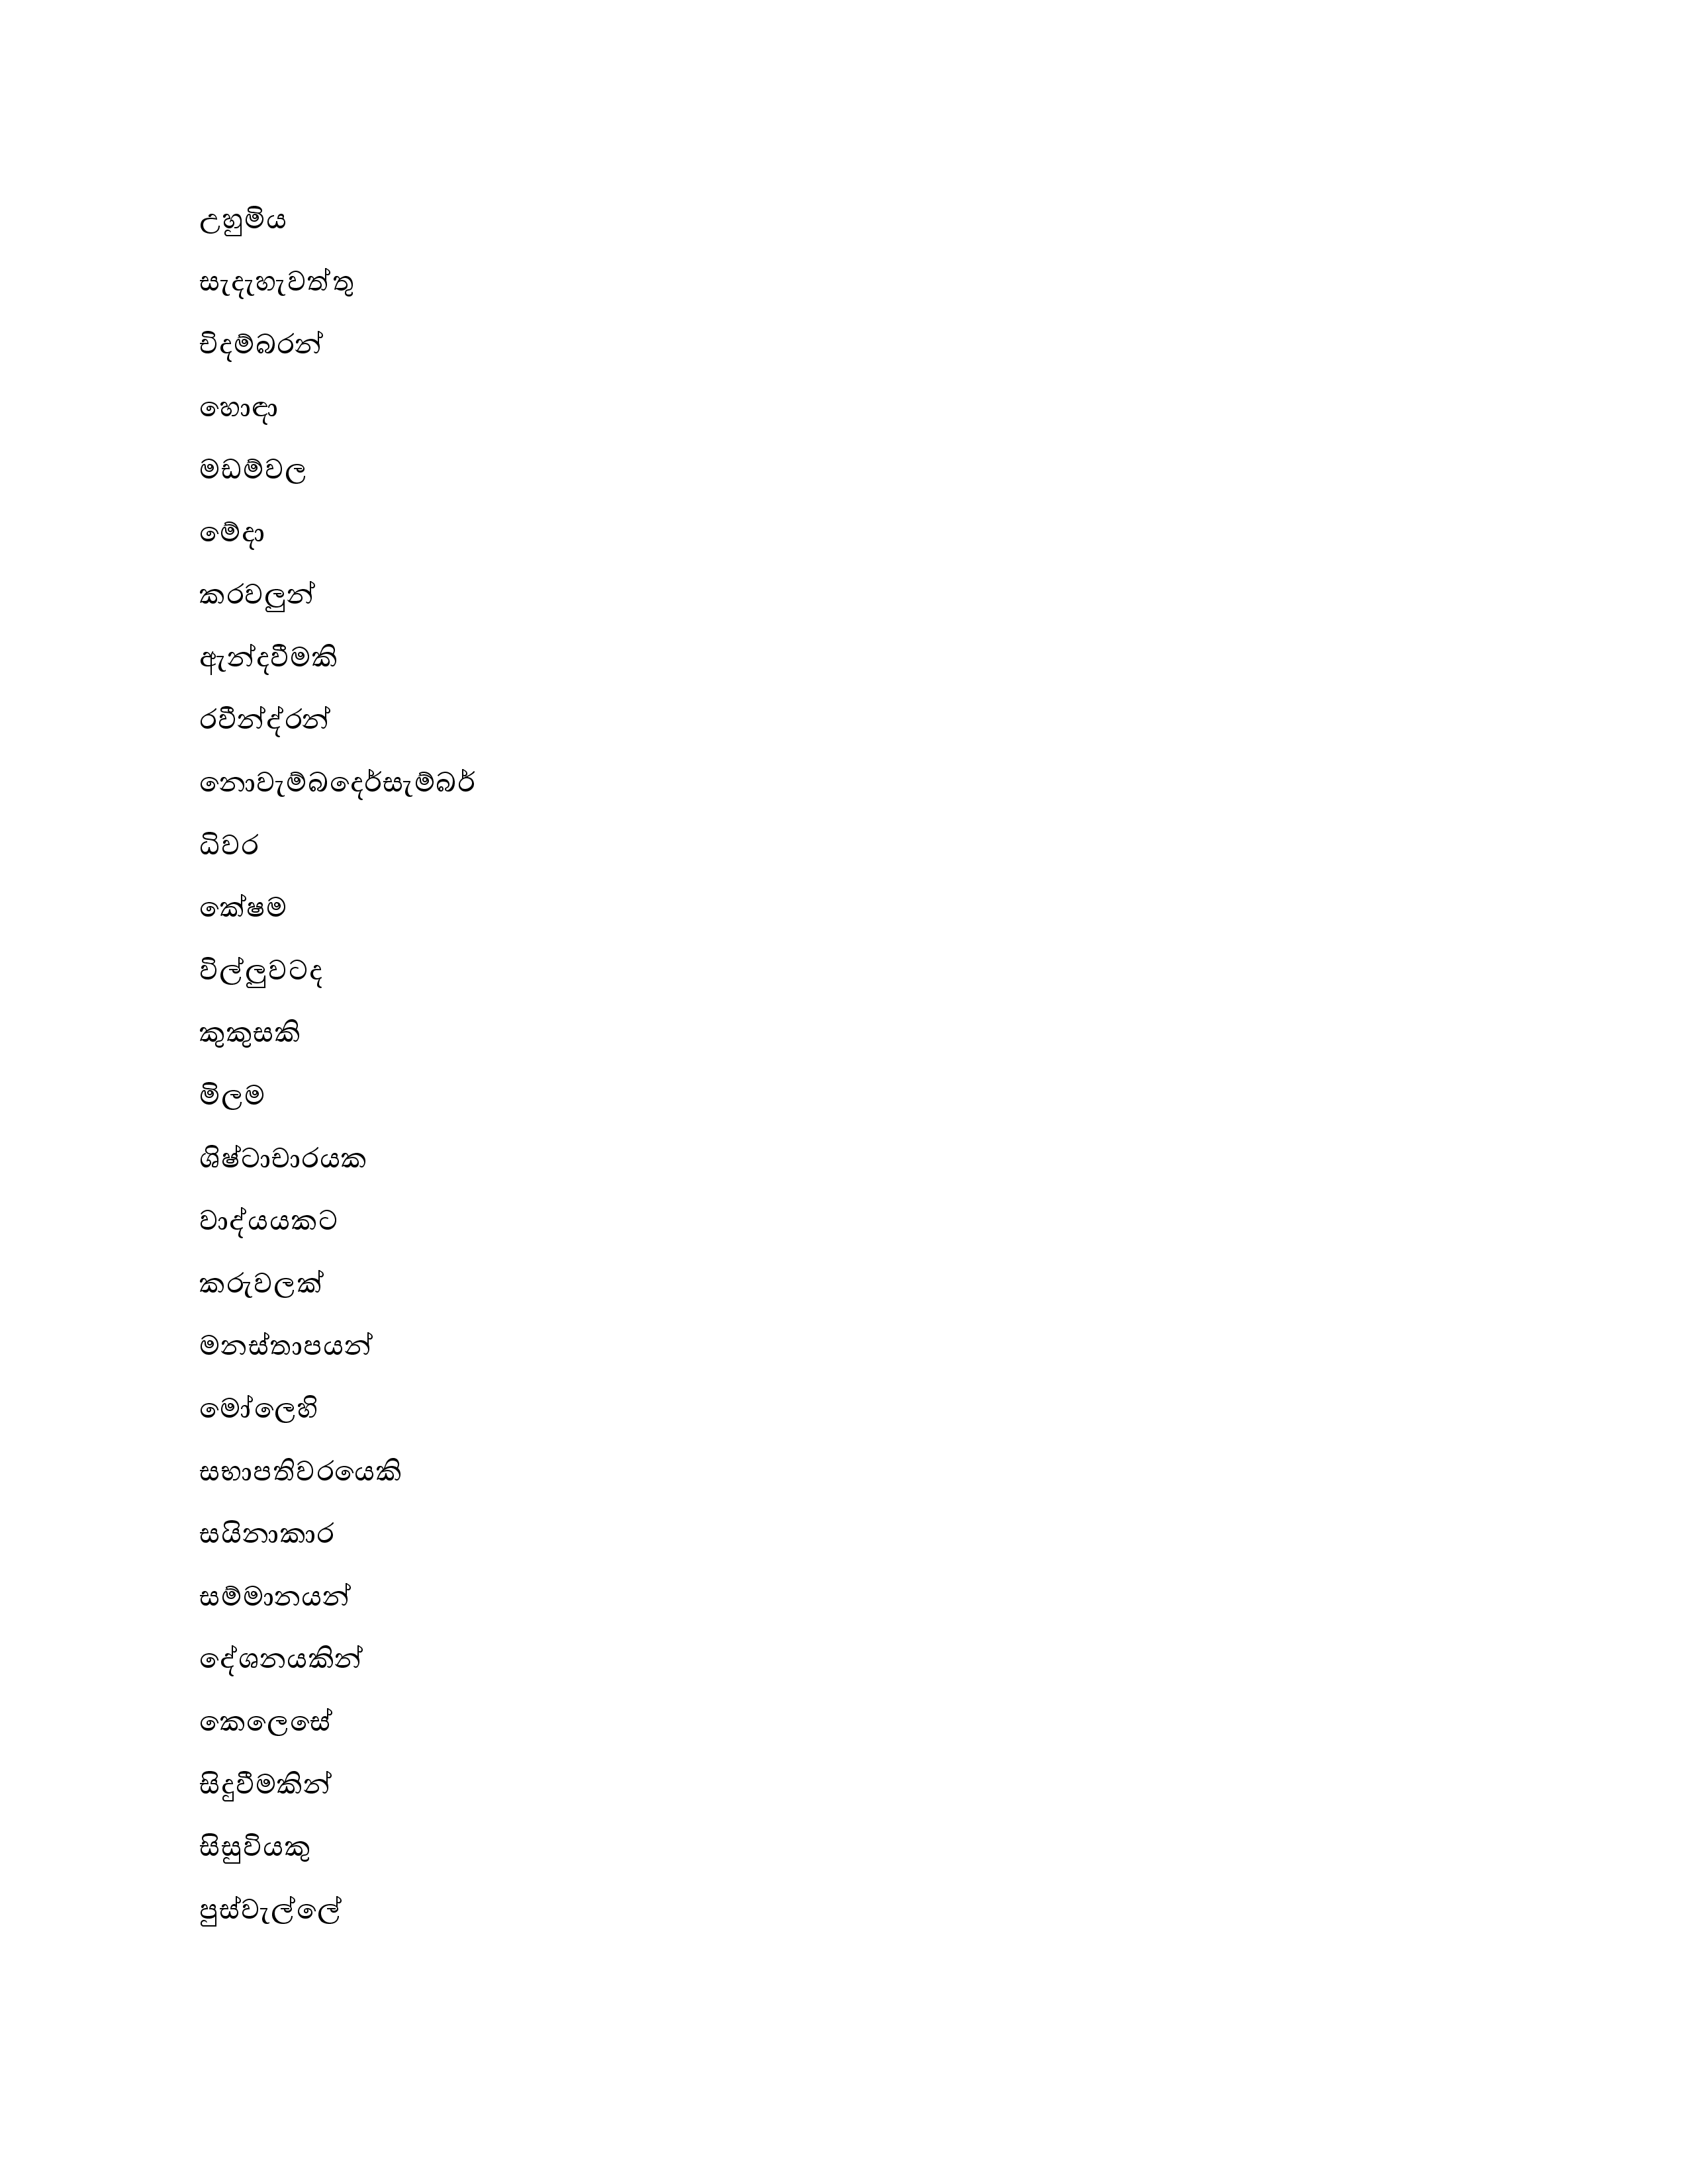 උහුමිය
සැදැහැවත්තු
චිදම්බරන්
හොඳා
මඩම්වල
මේදා
කරවලුන්
ඇන්දවීමකි
රවීන්ද්රන්
නොවැම්බදෙර්සැම්බර්
ධිවර
කේෂම
විල්ලුවටද
කුකුසකි
මිලම
ශිෂ්ටාචාරයක
වාද්යයකට
කරුවලක්
මනස්තාපයන්
මෝලෙහි
සභාපතිවරයෙකි
සයිනාකාර
සම්මානයන්
දේශනයකින්
කෙලෙසේ
සිදුවීමකින්
සිසුවියකු
පුස්වැල්ලේ